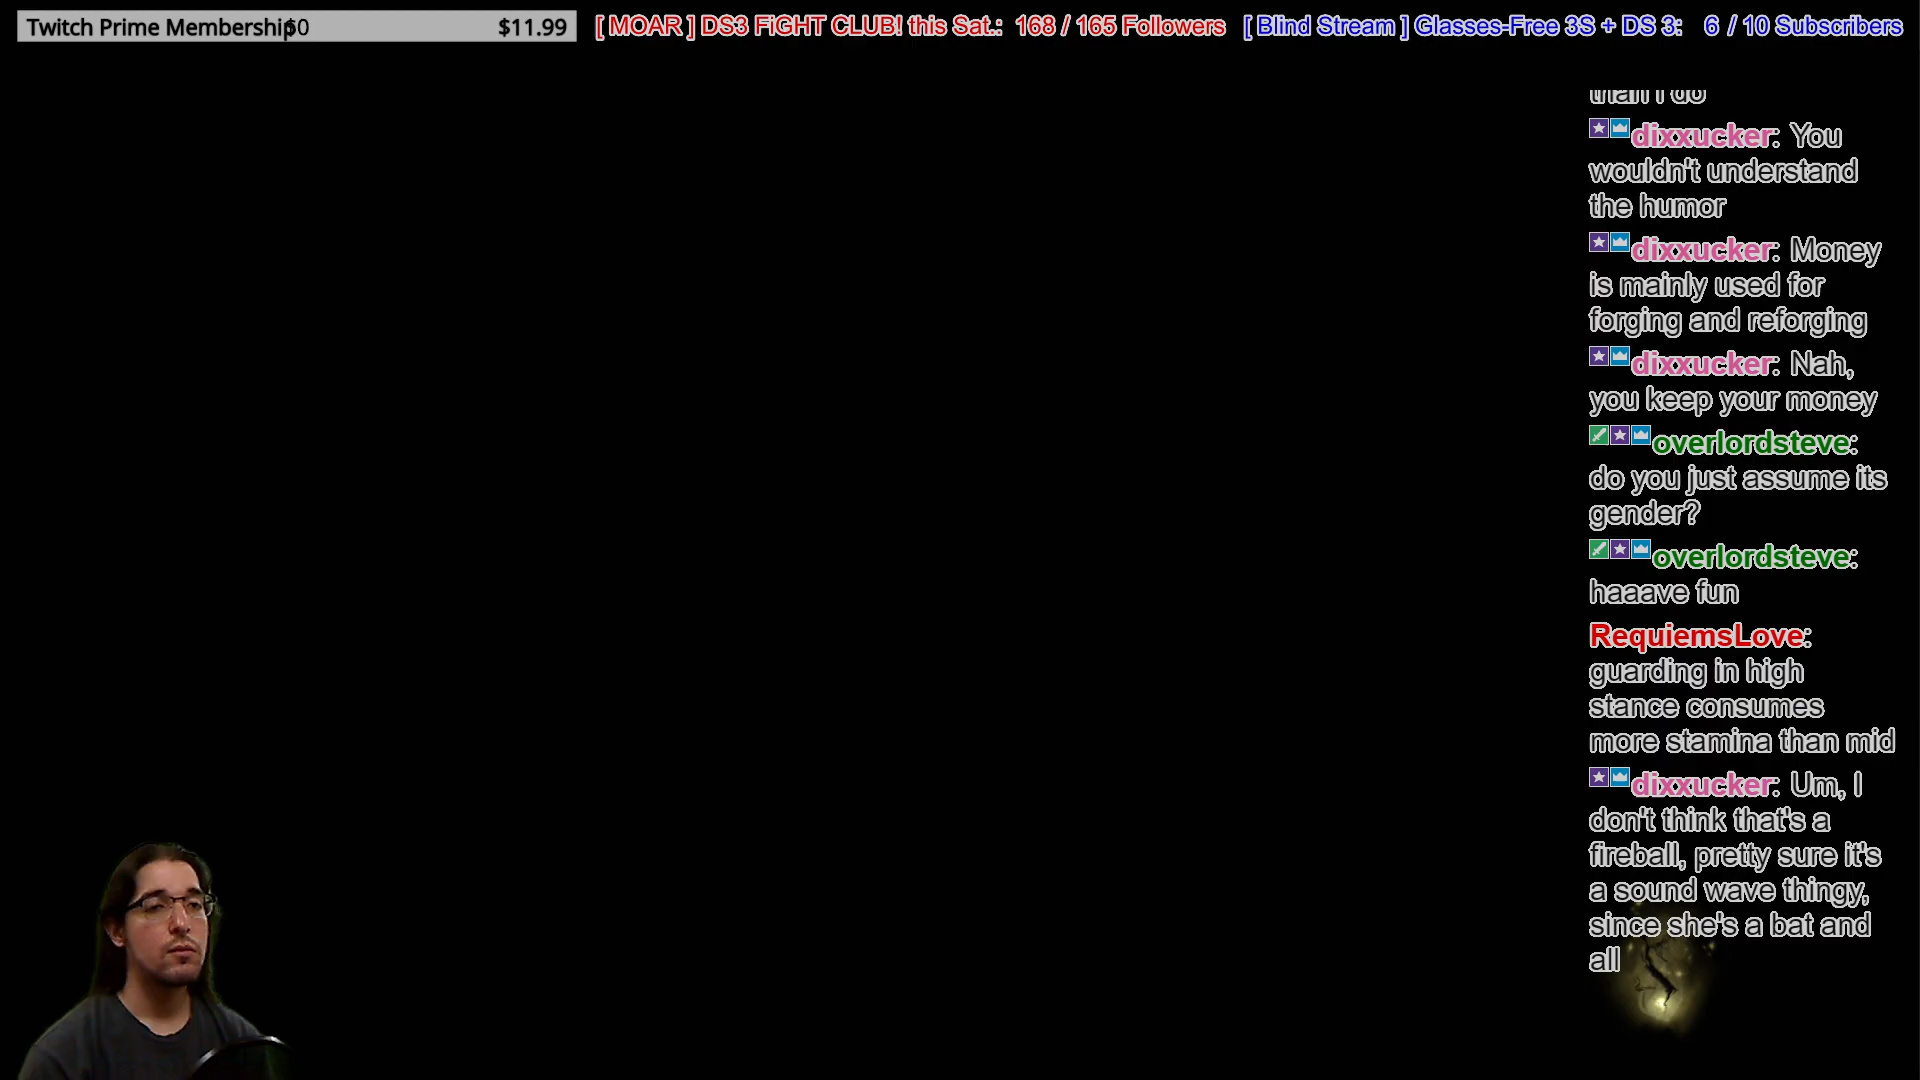 Twitch Prime Membership $0 $11.99
[ MOAR ] DS3 FiGHT CLUB! this Sat.: 168 / 165 Followers
[ Blind Stream ] Glasses-Free 3S + DS 3: 6 / 10 Subscribers
than I do
dixxucker: You
wouldn't understand
the humor
dixxucker: Money
is mainly used for
forging and reforging
dixxucker: Nah,
you keep your money
overlordsteve:
do you just assume its
gender?
overlordsteve:
haaave fun
RequiemsLove:
guarding in high
stance consumes
more stamina than mid
dixxucker: Um, I
don't think that's a
fireball, pretty sure it's
a sound wave thingy,
since she's a bat and
all